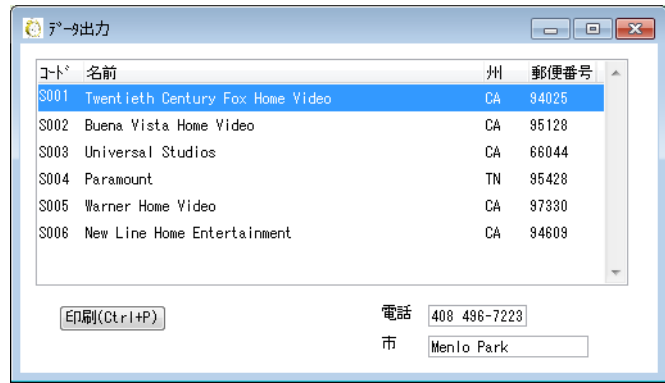 ﾃﾞｰﾀ出力
ｺｰﾄﾞ 名前 州 郵便番号
S001 Twentieth Century Fox Home Video CA 94025
S002 Buena Vista Home Video CA 95128
S003 Universal Studios CA 66044
S004 Paramount TN 95428
S005 Warner Home Video CA 97330
S006 New Line Home Entertainment CA 94609
印刷(Ctrl+P) 電話 408 496-7223
市 Menlo Park